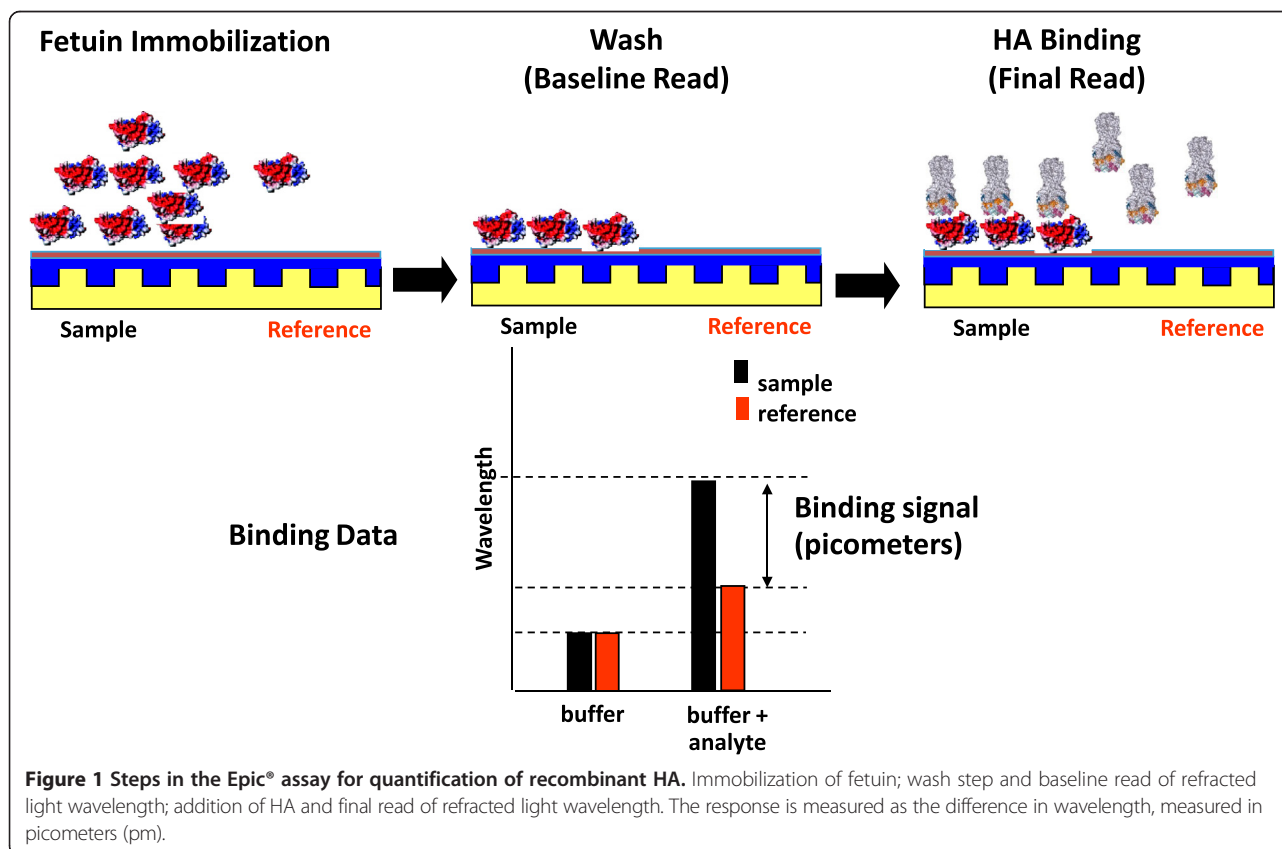 Fetuin Immobilization
Wash
(Baseline Read)
HA Binding
(Final Read)
Sample
Reference
Sample
Reference
Sample
Reference
sample
reference
Wavelength
Binding Data
Binding signal
(picometers)
buffer
buffer +
analyte
Figure 1 Steps in the Epic® assay for quantification of recombinant HA. Immobilization of fetuin; wash step and baseline read of refracted
light wavelength; addition of HA and final read of refracted light wavelength. The response is measured as the difference in wavelength, measured in
picometers (pm).